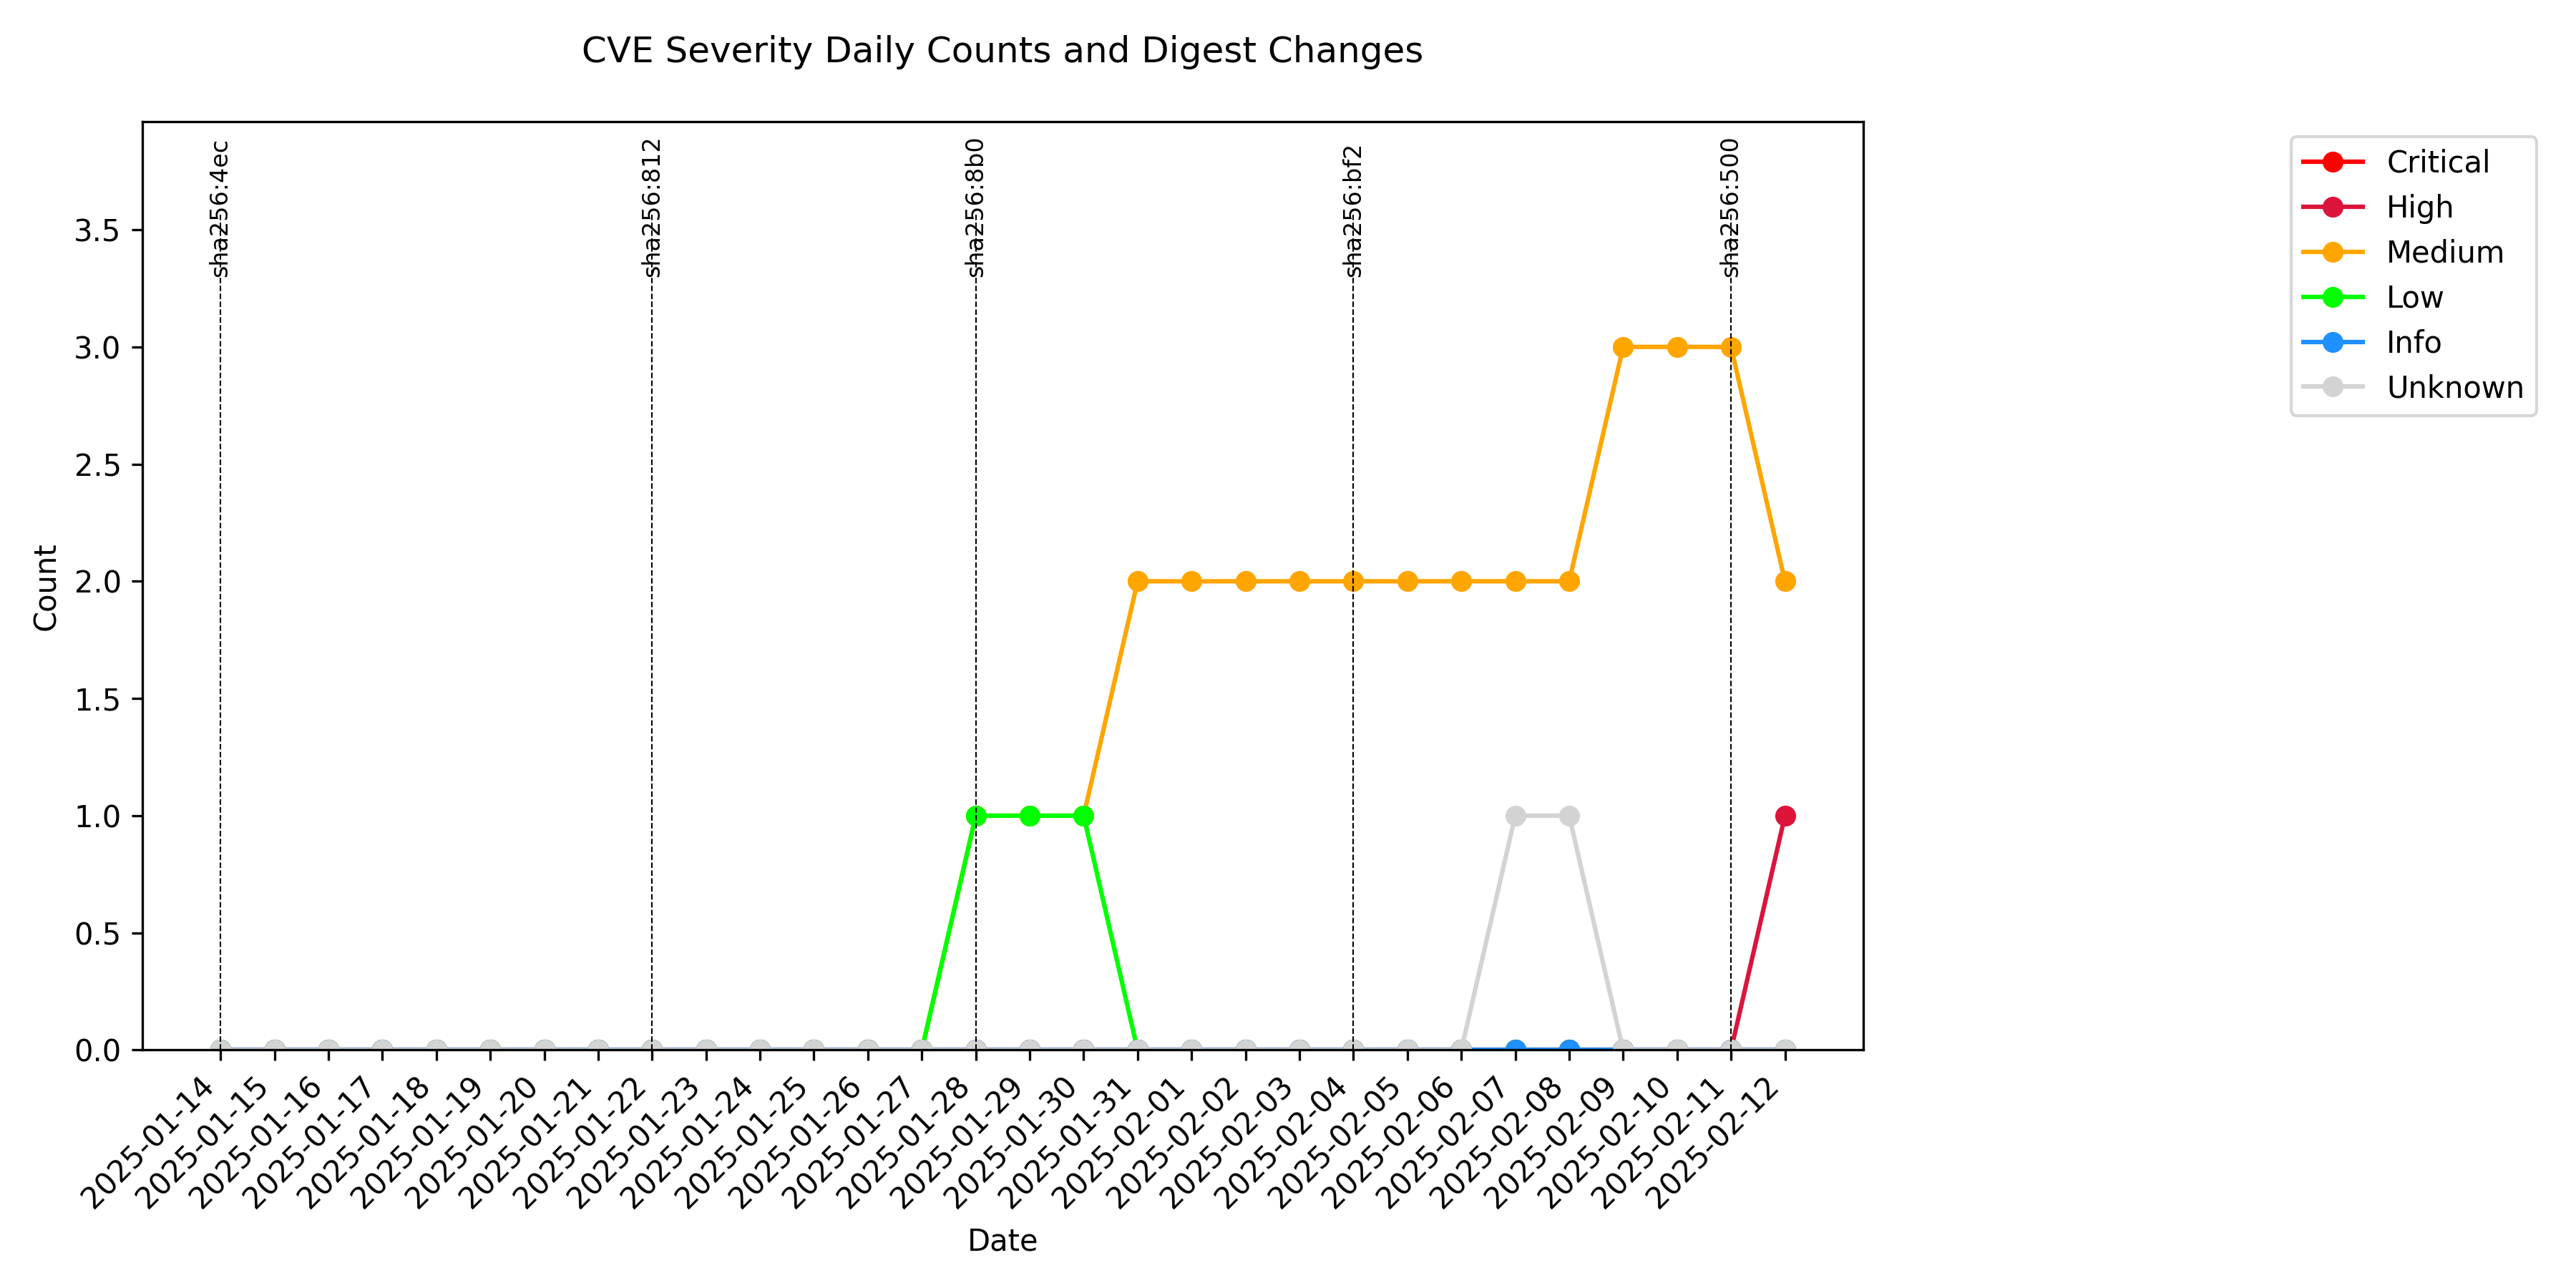 CVE Severity Daily Counts and Digest Changes
sha256:4ec
sha256:812
sha256:8b0
sha256:bf2
sha256:500
Critical
High
Medium
Low
Info
Unknown
3.5
3.0
2.5
2.0
1.5
1.0
0.5
0.0
Count
2025-01-14
2025-01-15
2025-01-16
2025-01-17
2025-01-18
2025-01-19
2025-01-20
2025-01-21
2025-01-22
2025-01-23
2025-01-24
2025-01-25
2025-01-26
2025-01-27
2025-01-28
2025-01-29
2025-01-30
2025-01-31
2025-02-01
2025-02-02
2025-02-03
2025-02-04
2025-02-05
2025-02-06
2025-02-07
2025-02-08
2025-02-09
2025-02-10
2025-02-11
2025-02-12
Date